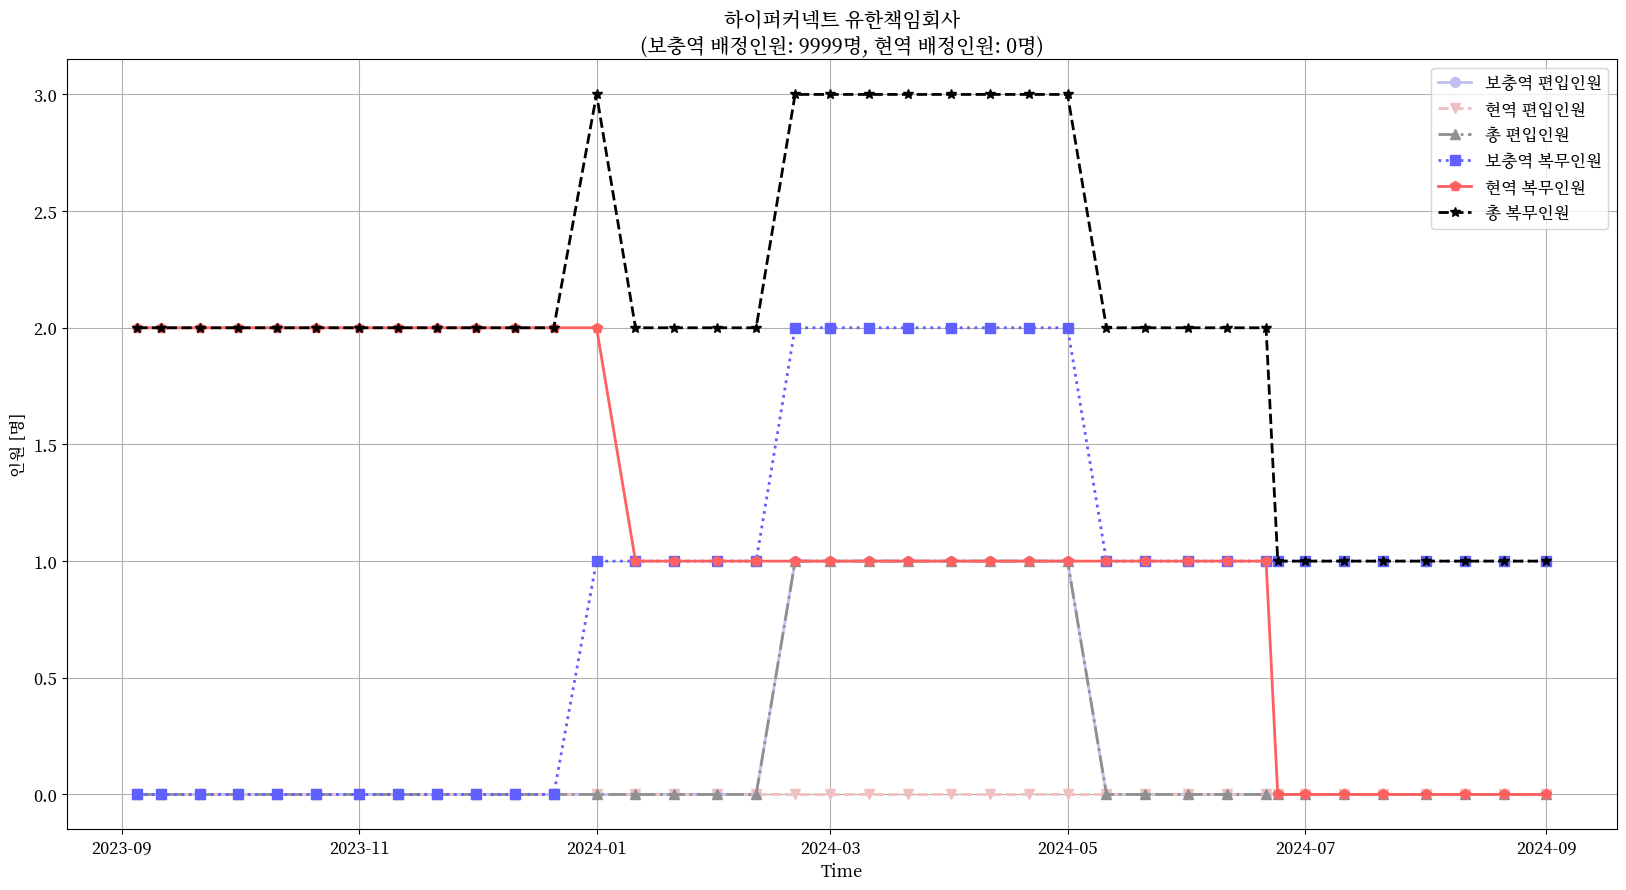 하이퍼커넥트 유한책임회사
(보충역 배정인원: 9999명, 현역 배정인원: 0명)
보충역 편입인원
현역 편입인원
총 편입인원
보충역 복무인원
현역 복무인원
총 복무인원
인원 [명]
3.0
2.5
2.0
1.5
1.0
0.5
0.0
2023-09
2023-11
2024-01
2024-03
2024-05
2024-07
2024-09
Time